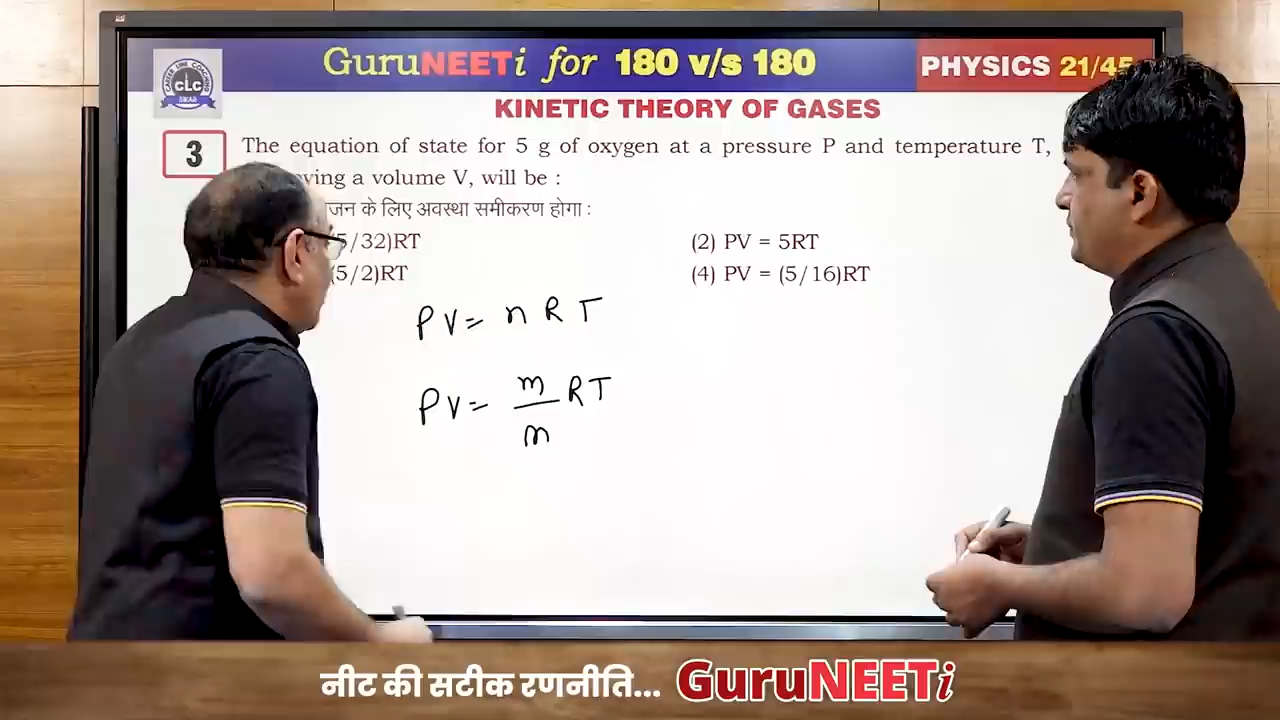 GuruNEETi for 180 v/s 180
PHYSICS 21/45
CLC
SIKAR
KINETIC THEORY OF GASES
3
The equation of state for 5 g of oxygen at a pressure P and temperature T,
a volume V, will be :
के लिए अवस्था समीकरण होगा :
5/32)RT
(2) PV = 5RT
(5/2)RT
(4) PV = (5/16)RT
PV = n R T
PV = m/m RT
नीट की सटीक रणनीति... GuruNEETi